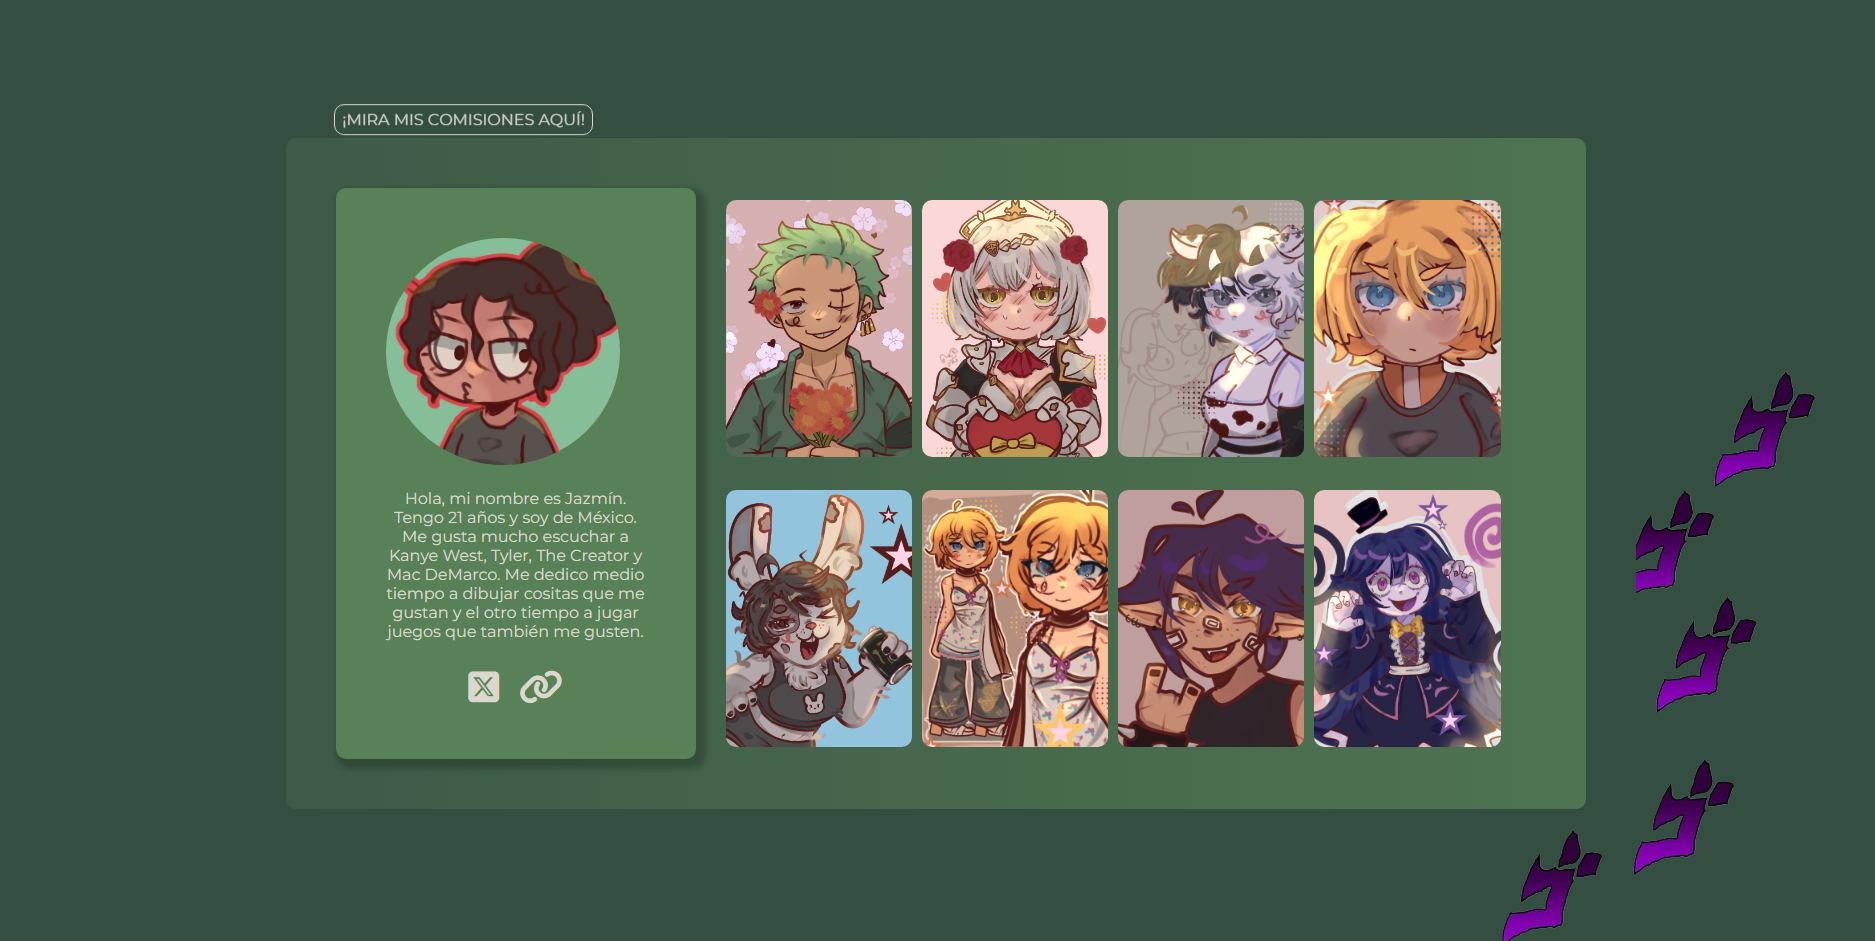 ¡MIRA MIS COMISIONES AQUÍ!
Hola, mi nombre es Jazmín.
Tengo 21 años y soy de México.
Me gusta mucho escuchar a
Kanye West, Tyler, The Creator y
Mac DeMarco. Me dedico medio
tiempo a dibujar cositas que me
gustan y el otro tiempo a jugar
juegos que también me gusten.
ゴ
ゴ
ゴ
ゴ
ゴ